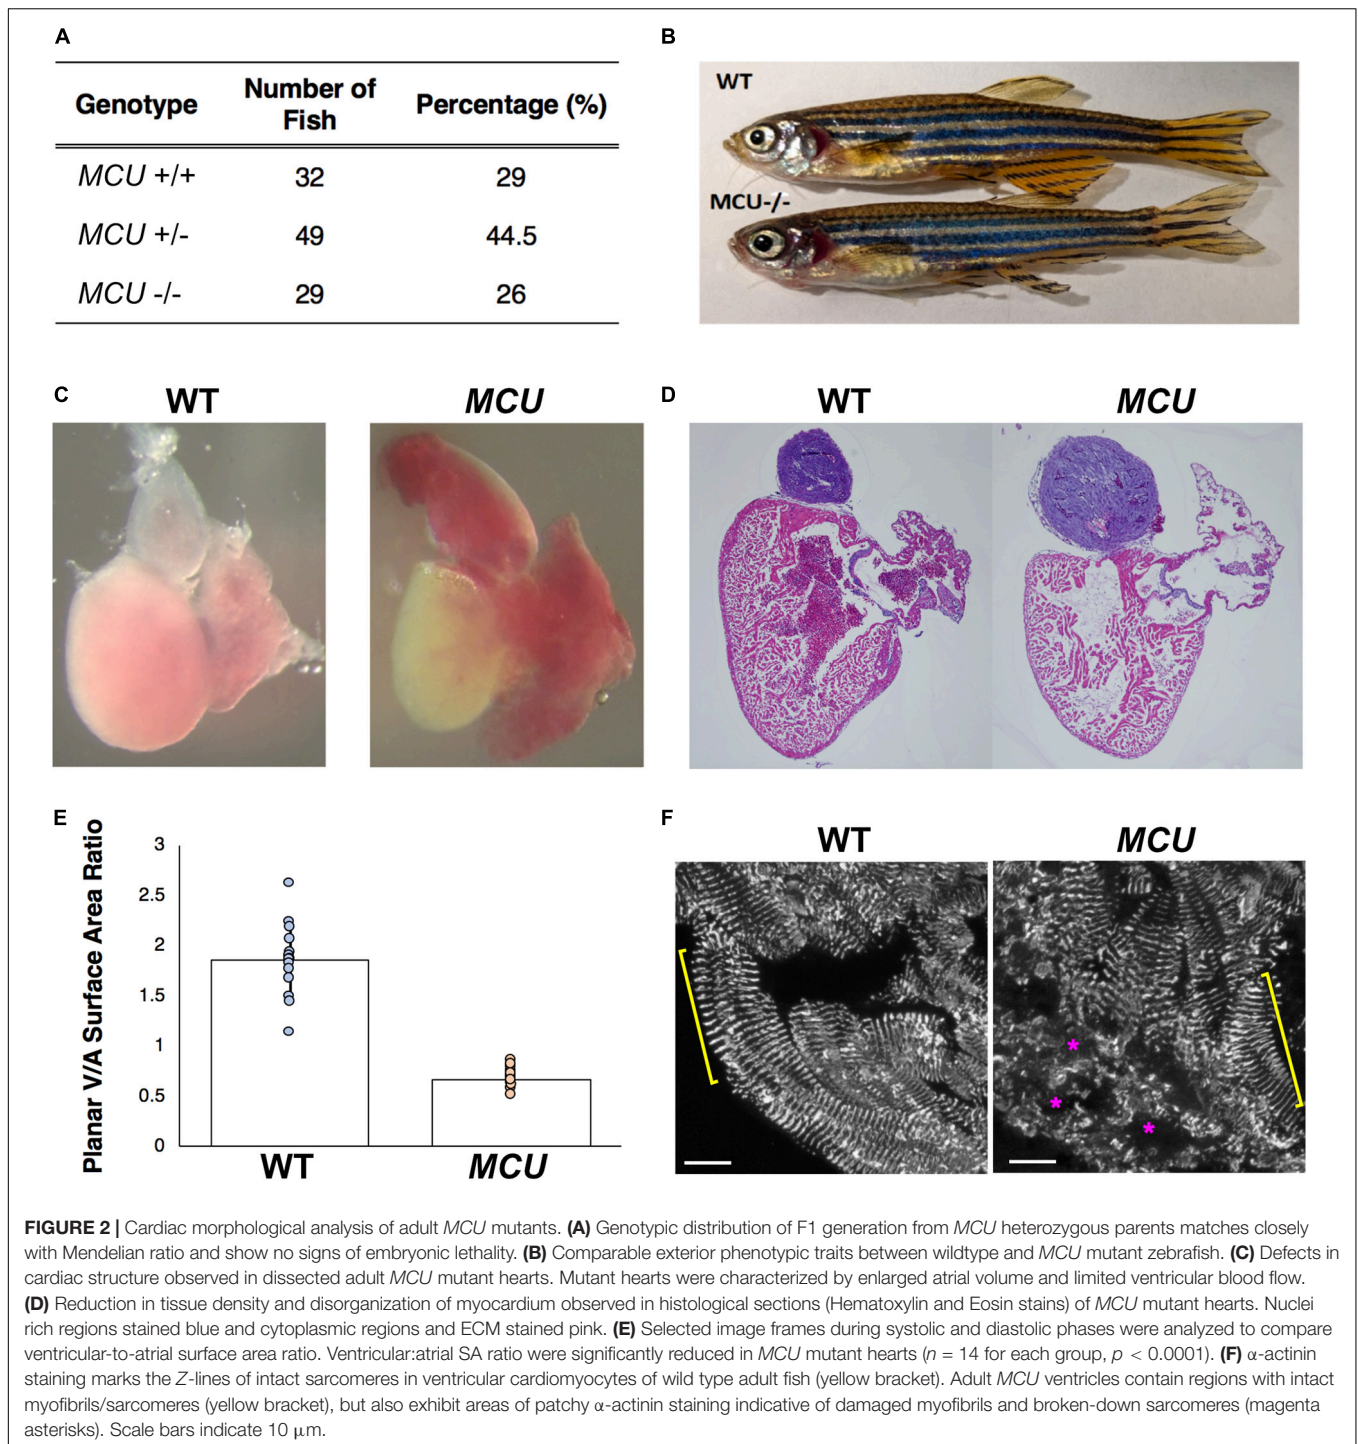 A
Genotype Number of Fish Percentage (%)
MCU +/+ 32 29
MCU +/- 49 44.5
MCU -/- 29 26
B
WT
MCU-/-
C
WT MCU
D
WT MCU
E
Planar V/A Surface Area Ratio
3
2.5
2
1.5
1
0.5
0
WT MCU
F
WT MCU
*
*
*
FIGURE 2 | Cardiac morphological analysis of adult MCU mutants. (A) Genotypic distribution of F1 generation from MCU heterozygous parents matches closely
with Mendelian ratio and show no signs of embryonic lethality. (B) Comparable exterior phenotypic traits between wildtype and MCU mutant zebrafish. (C) Defects in
cardiac structure observed in dissected adult MCU mutant hearts. Mutant hearts were characterized by enlarged atrial volume and limited ventricular blood flow.
(D) Reduction in tissue density and disorganization of myocardium observed in histological sections (Hematoxylin and Eosin stains) of MCU mutant hearts. Nuclei
rich regions stained blue and cytoplasmic regions and ECM stained pink. (E) Selected image frames during systolic and diastolic phases were analyzed to compare
ventricular-to-atrial surface area ratio. Ventricular:atrial SA ratio were significantly reduced in MCU mutant hearts (n = 14 for each group, p < 0.0001). (F) α-actinin
staining marks the Z-lines of intact sarcomeres in ventricular cardiomyocytes of wild type adult fish (yellow bracket). Adult MCU ventricles contain regions with intact
myofibrils/sarcomeres (yellow bracket), but also exhibit areas of patchy α-actinin staining indicative of damaged myofibrils and broken-down sarcomeres (magenta
asterisks). Scale bars indicate 10 μm.